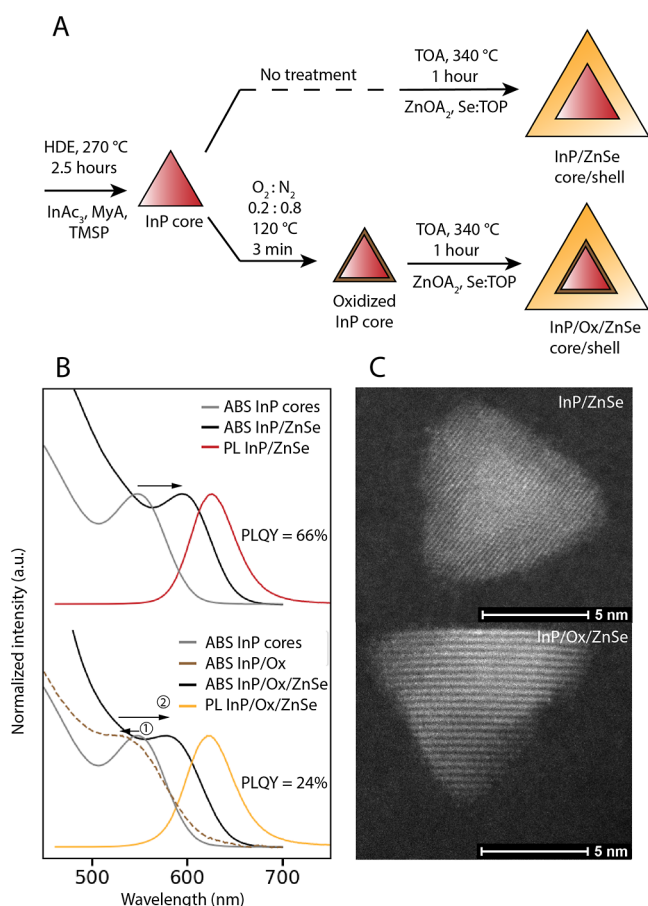 A
No treatment
TOA, 340 °C
1 hour
ZnOA₂, Se:TOP
InP/ZnSe
core/shell
HDE, 270 °C
2.5 hours
InAc₃, MyA,
TMSP
InP core
O₂ : N₂
0.2 : 0.8
120 °C
3 min
Oxidized
InP core
TOA, 340 °C
1 hour
ZnOA₂, Se:TOP
InP/Ox/ZnSe
core/shell
B
ABS InP cores
ABS InP/ZnSe
PL InP/ZnSe
PLQY = 66%
ABS InP cores
ABS InP/Ox
ABS InP/Ox/ZnSe
PL InP/Ox/ZnSe
②
①
PLQY = 24%
Normalized intensity (a.u.)
500 600 700
Wavelength (nm)
C
InP/ZnSe
5 nm
InP/Ox/ZnSe
5 nm